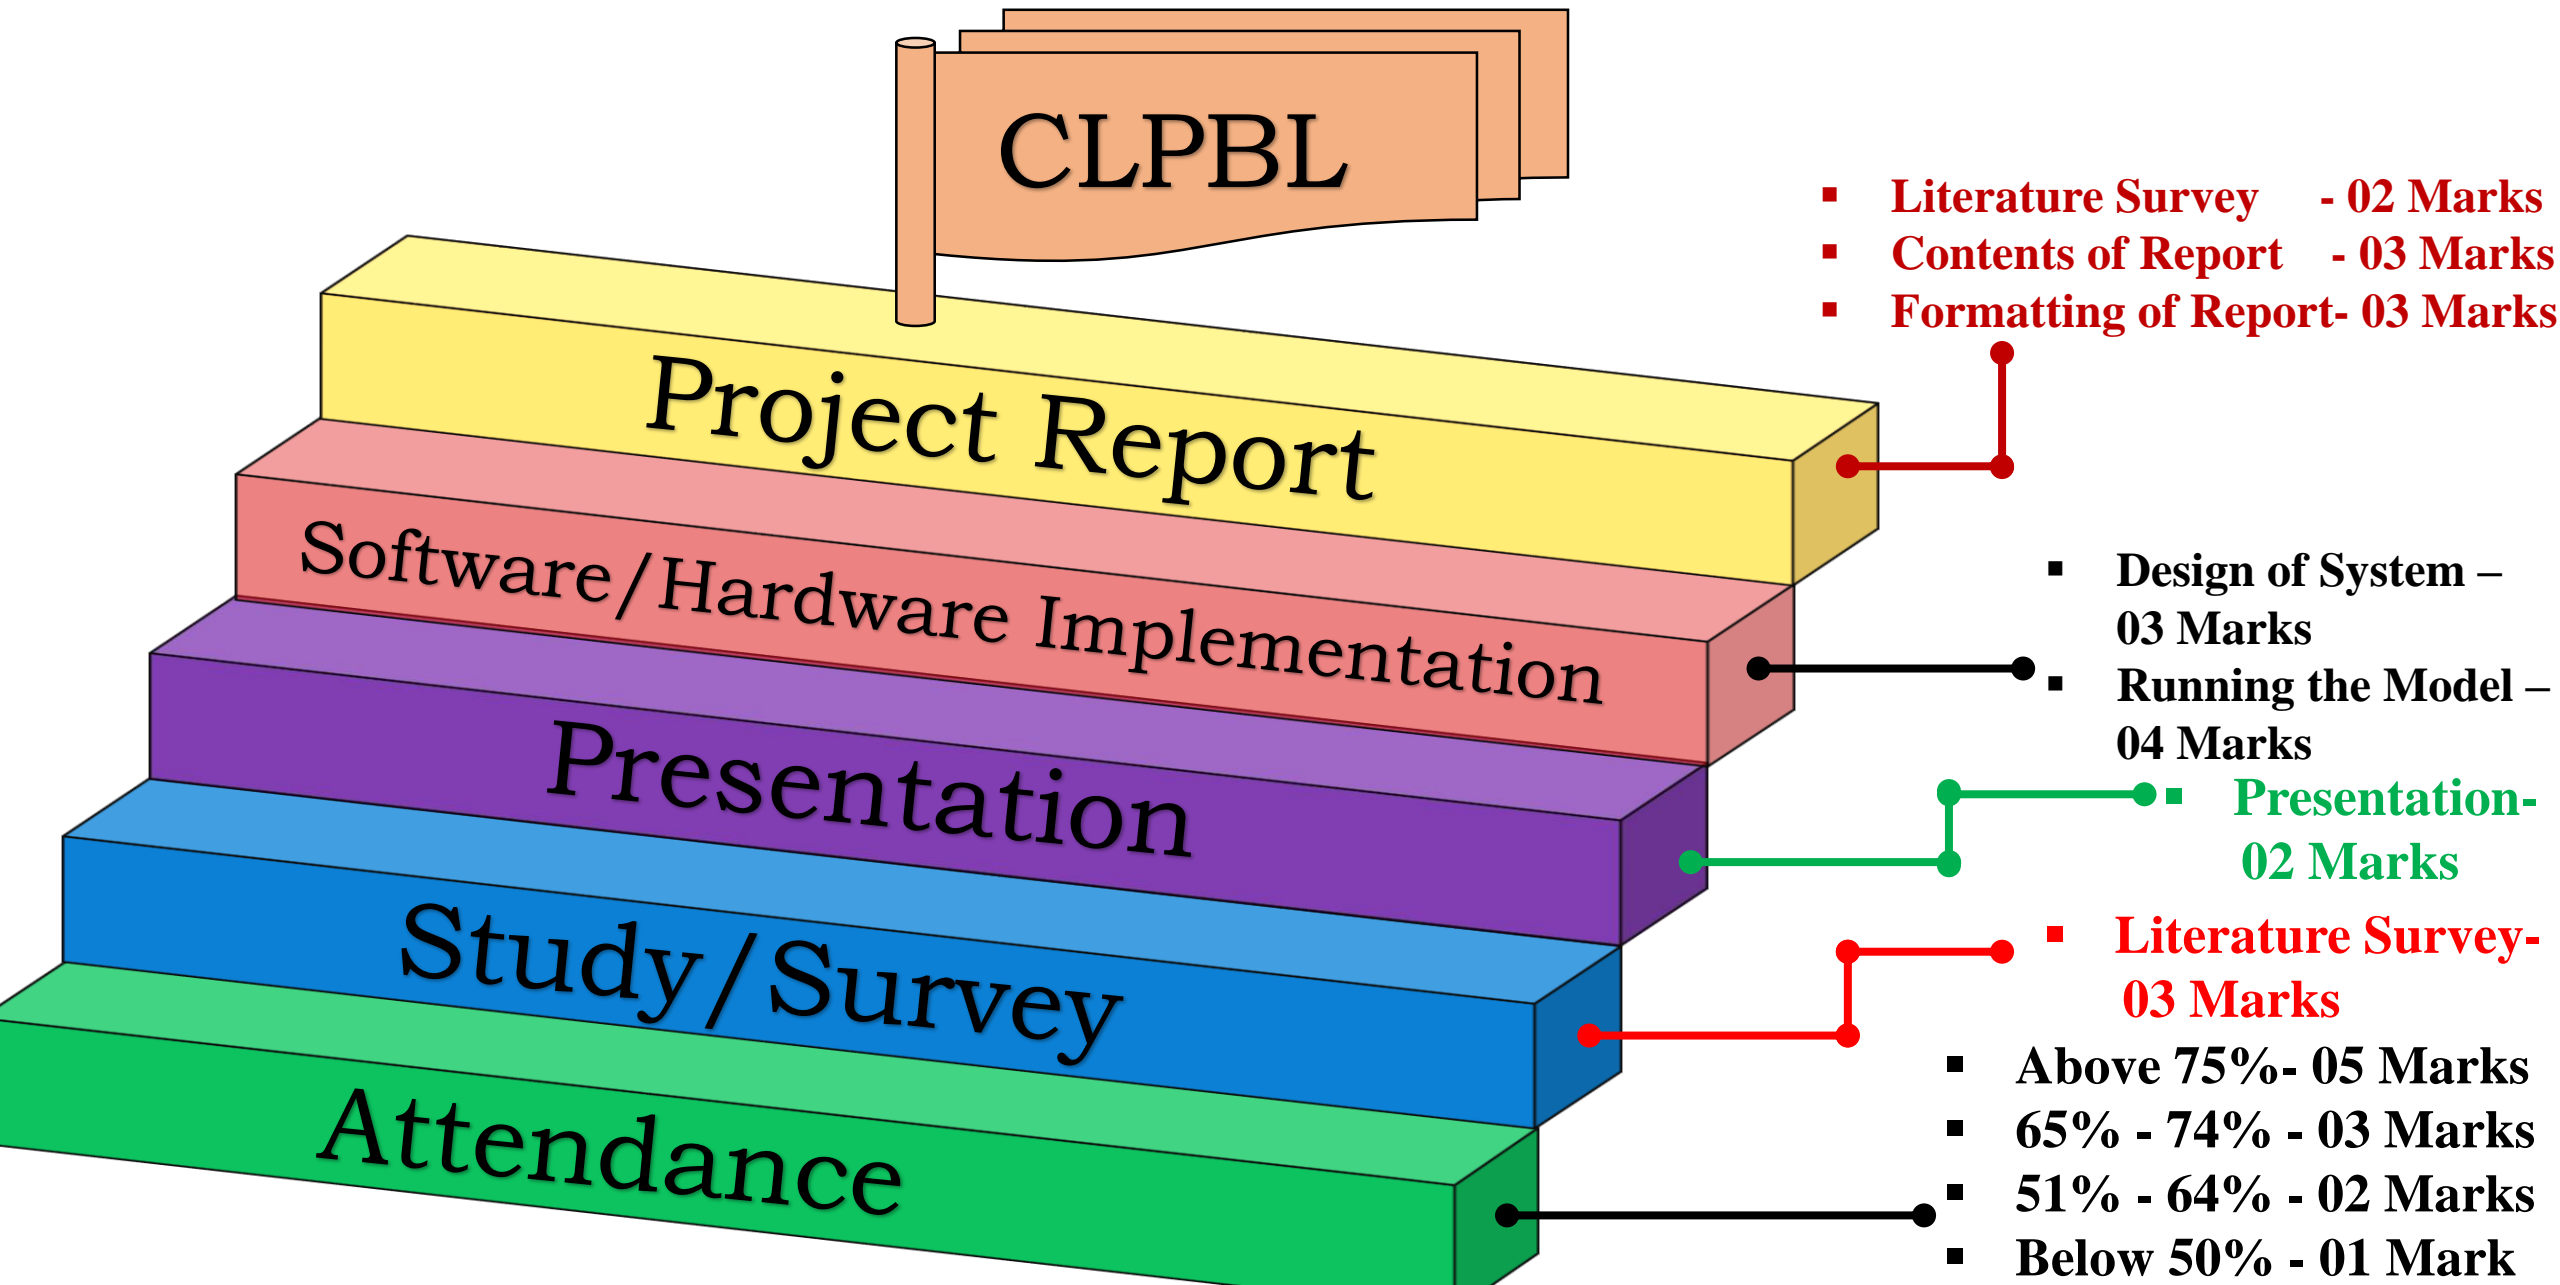 CLPBL
▪ Literature Survey - 02 Marks
▪ Contents of Report - 03 Marks
▪ Formatting of Report- 03 Marks
Project Report
Software/Hardware Implementation
▪ Design of System –
03 Marks
▪ Running the Model –
04 Marks
Presentation
▪ Presentation-
02 Marks
Study/Survey
▪ Literature Survey-
03 Marks
Attendance
▪ Above 75%- 05 Marks
▪ 65% - 74% - 03 Marks
▪ 51% - 64% - 02 Marks
▪ Below 50% - 01 Mark